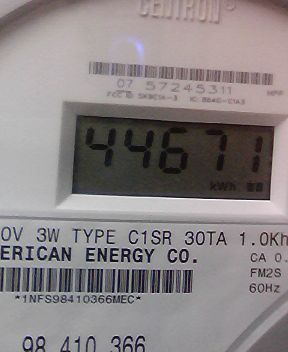 CENTRON®
07 57245311
44671
kWh
0V 3W TYPE C1SR 30TA 1.0Kh
ERICAN ENERGY CO.
CA 0.
FM2S
60Hz
*1NFS98410366MEC*
98 410 366